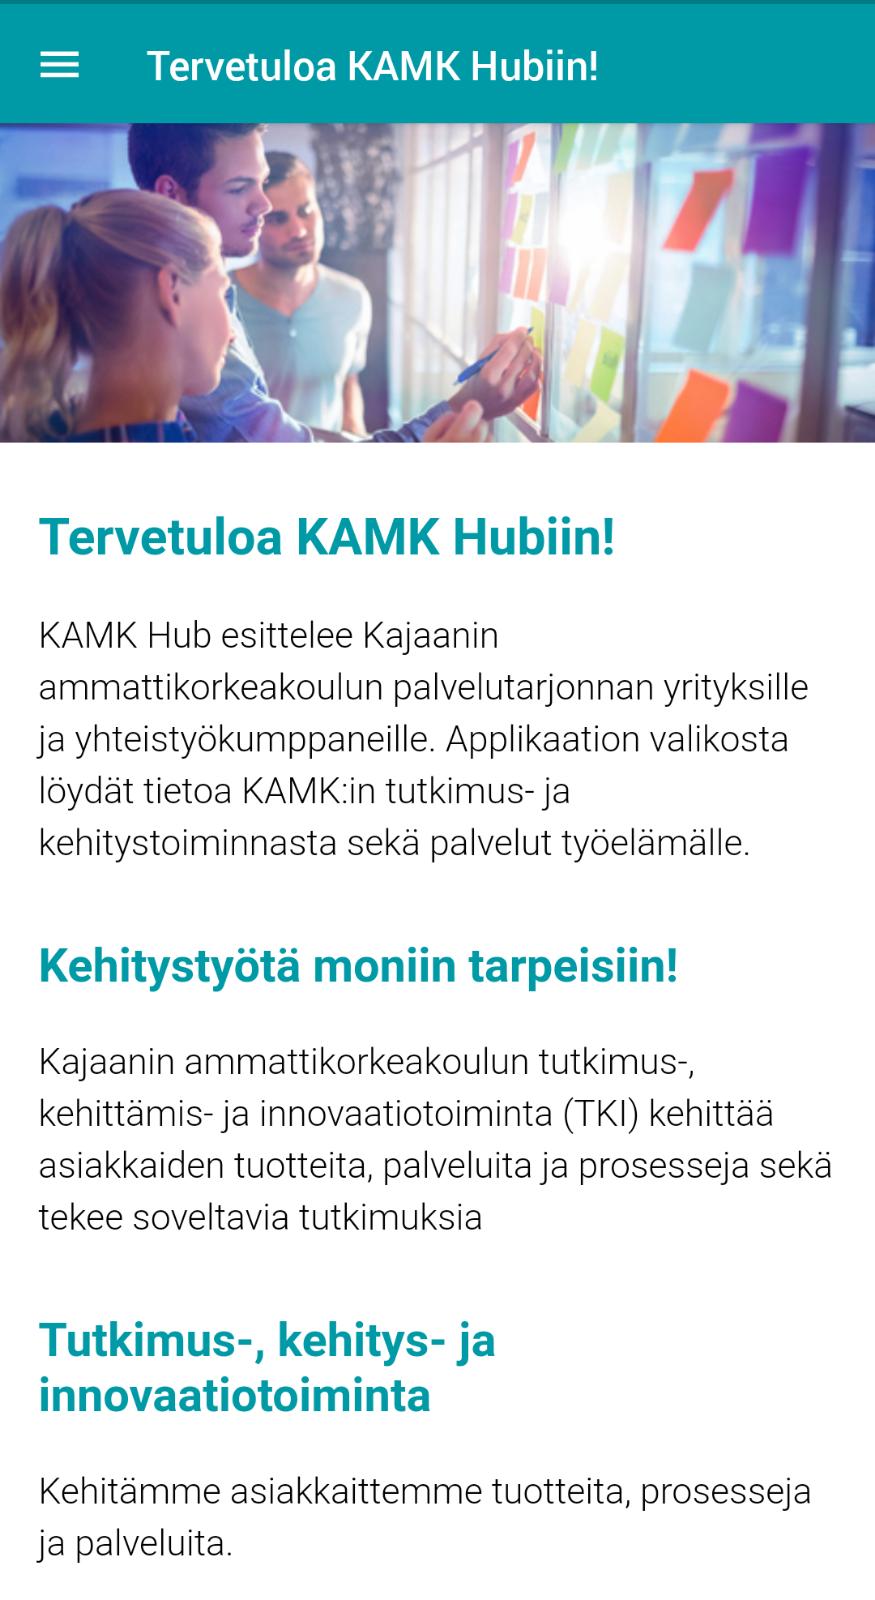 Tervetuloa KAMK Hubiin!
Tervetuloa KAMK Hubiin!
KAMK Hub esittelee Kajaanin
ammattikorkeakoulun palvelutarjonnan yrityksille
ja yhteistyökumppaneille. Applikaation valikosta
löydät tietoa KAMK:in tutkimus- ja
kehitystoiminnasta sekä palvelut työelämälle.
Kehitystyötä moniin tarpeisiin!
Kajaanin ammattikorkeakoulun tutkimus-,
kehittämis- ja innovaatiotoiminta (TKI) kehittää
asiakkaiden tuotteita, palveluita ja prosesseja sekä
tekee soveltavia tutkimuksia
Tutkimus-, kehitys- ja
innovaatiotoiminta
Kehitämme asiakkaittemme tuotteita, prosesseja
ja palveluita.